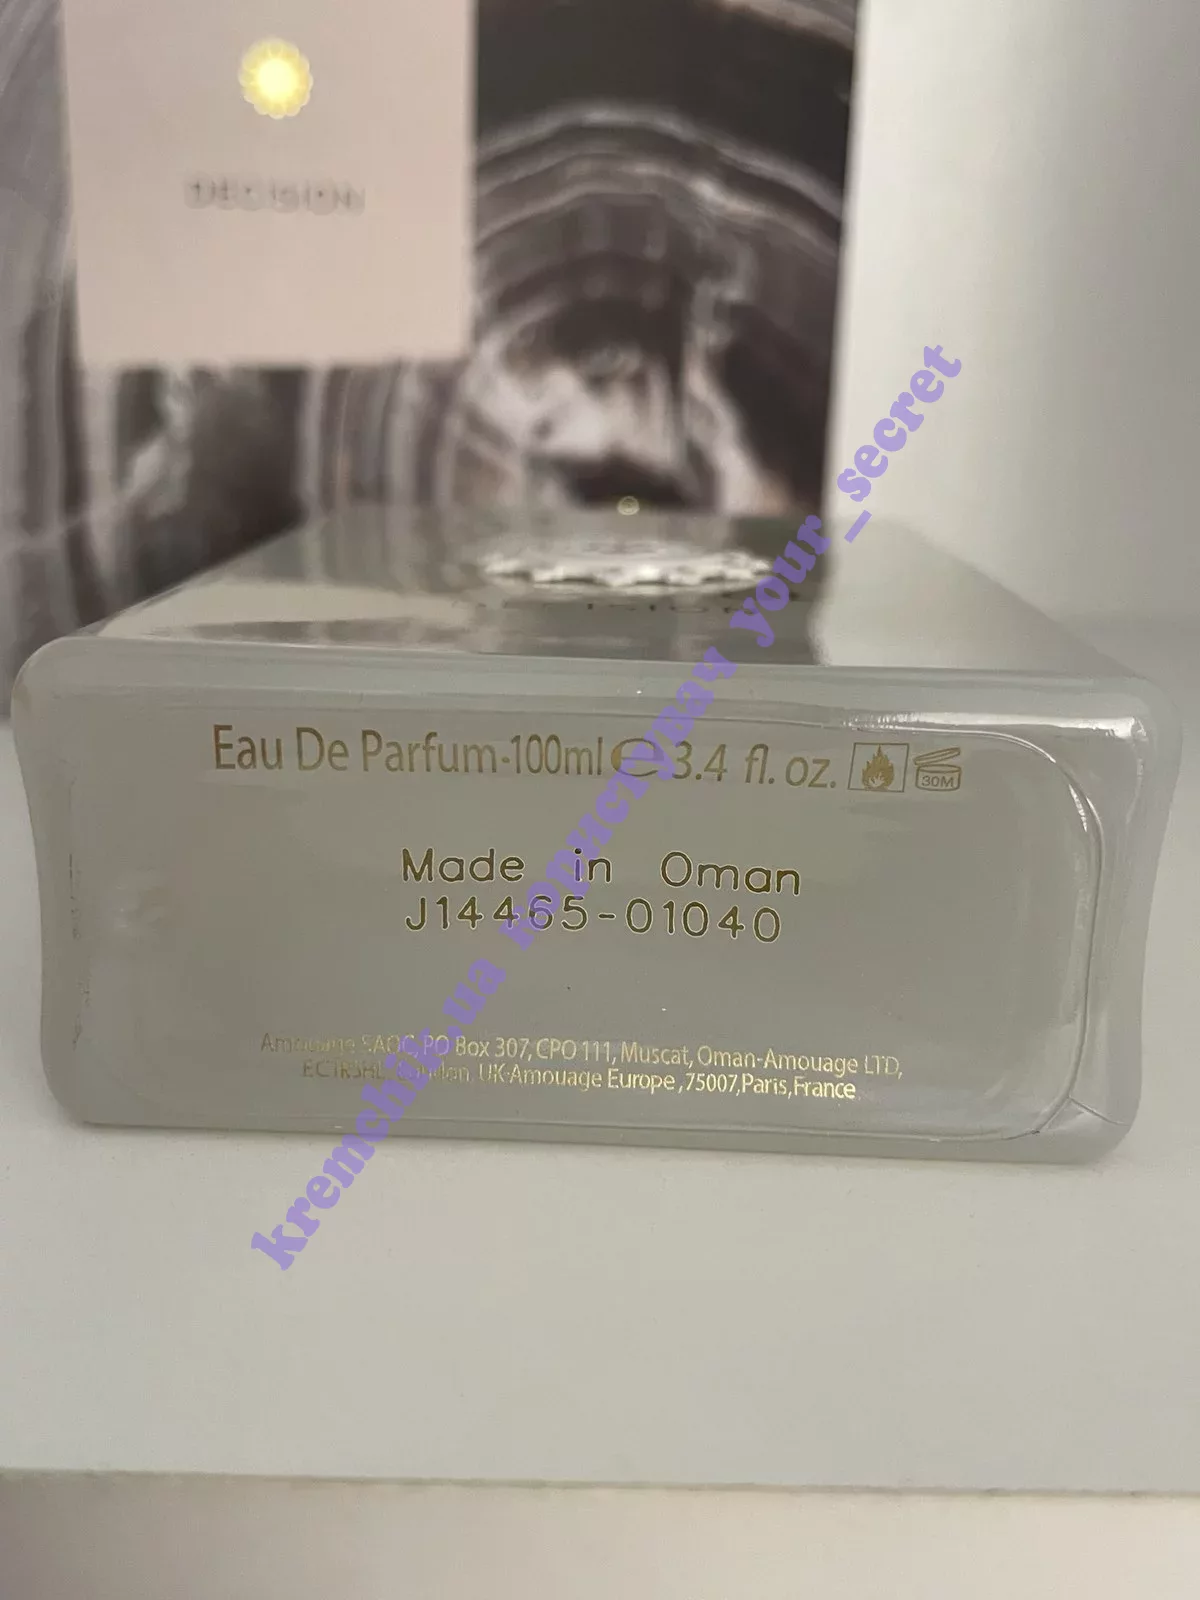 DECISION
Eau De Parfum-100ml ℮ 3.4 fl. oz.
30M
Made in Oman
J14465-01040
Amouage SAOC, PO Box 307, CPO 111, Muscat, Oman-Amouage LTD,
London, UK-Amouage Europe ,75007,Paris,France
kremchik.ua користувач your_secret